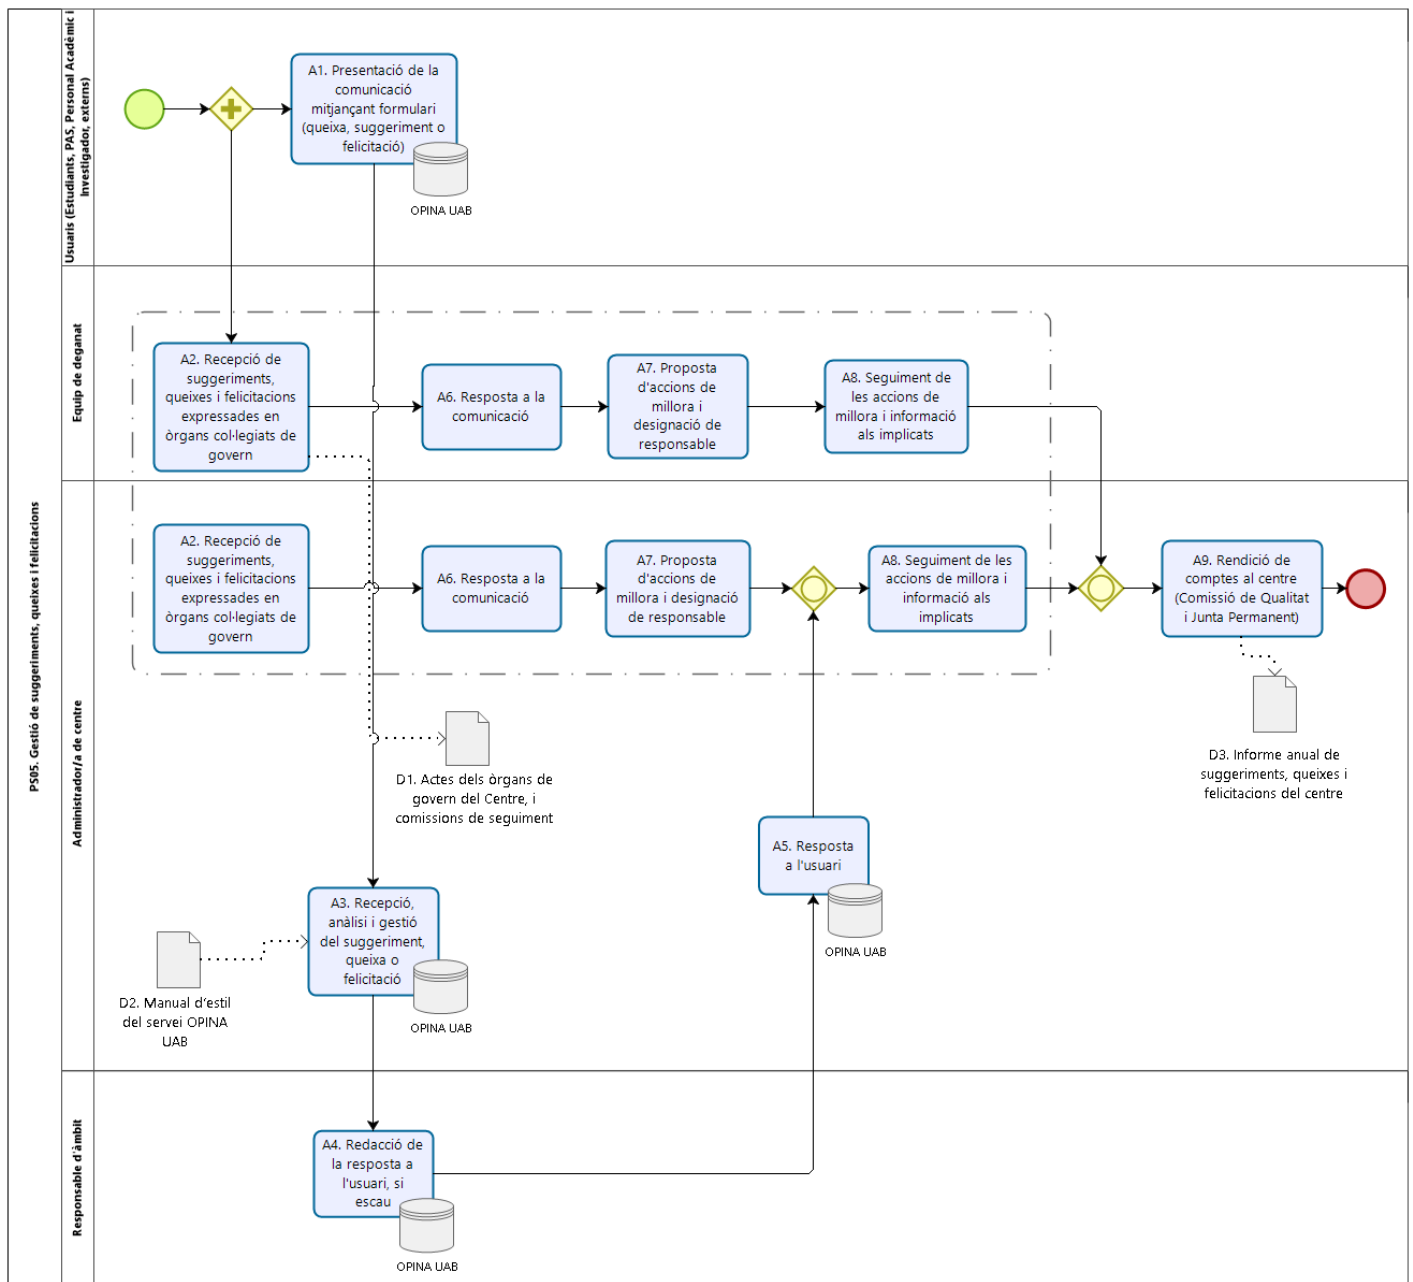 PS05. Gestió de suggeriments, queixes i felicitacions
Usuaris (Estudiants, PAS, Personal Acadèmic i
Investigador, externs)
A1. Presentació de la
comunicació
mitjançant formulari
(queixa, suggeriment o
felicitació)
OPINA UAB
Equip de deganat
A2. Recepció de
suggeriments,
queixes i felicitacions
expressades en
òrgans col·legiats de
govern
A6. Resposta a la
comunicació
A7. Proposta
d'accions de
millora i
designació de
responsable
A8. Seguiment de
les accions de
millora i informació
als implicats
Administrador/a de centre
A2. Recepció de
suggeriments,
queixes i felicitacions
expressades en
òrgans col·legiats de
govern
A6. Resposta a la
comunicació
A7. Proposta
d'accions de
millora i designació
de responsable
A8. Seguiment de les
accions de millora i
informació als
implicats
A9. Rendició de
comptes al centre
(Comissió de Qualitat
i Junta Permanent)
D3. Informe anual de
suggeriments, queixes i
felicitacions del centre
D1. Actes dels òrgans de
govern del Centre, i
comissions de seguiment
A5. Resposta
a l'usuari
OPINA UAB
A3. Recepció,
anàlisi i gestió
del suggeriment,
queixa o
felicitació
OPINA UAB
D2. Manual d'estil
del servei OPINA
UAB
Responsable d'àmbit
A4. Redacció de
la resposta a
l'usuari, si
escau
OPINA UAB